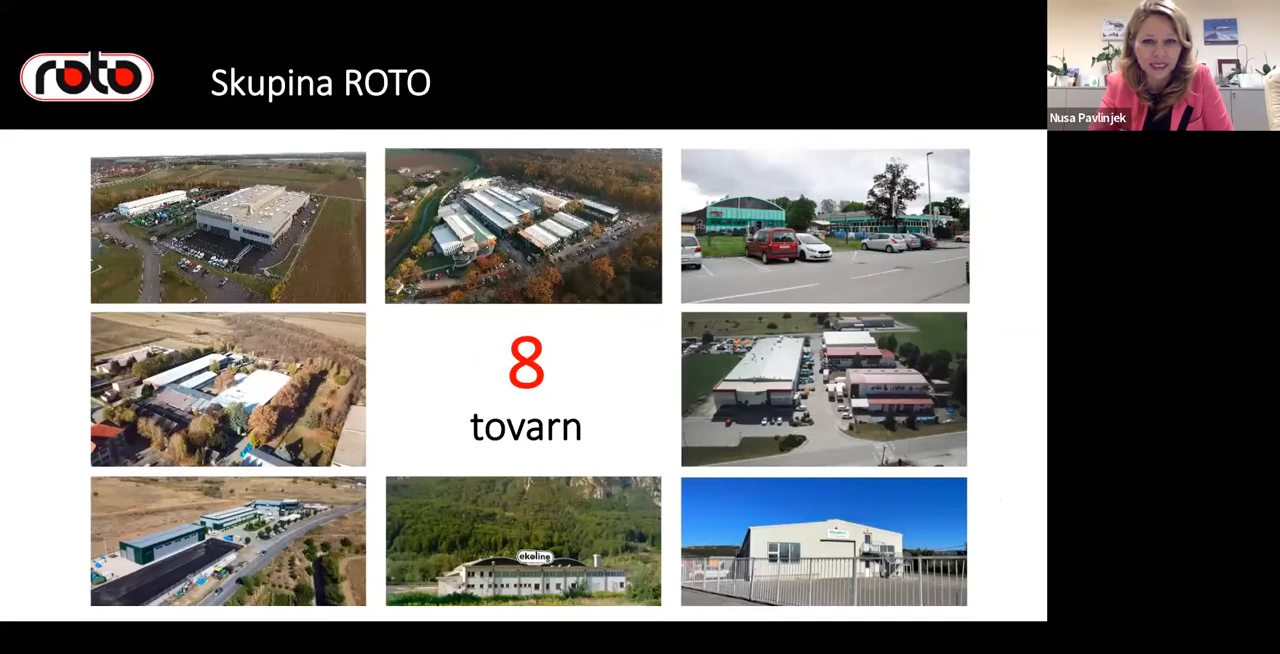 roto
Skupina ROTO
Nusa Pavlinjek
8
tovarn
ekoline